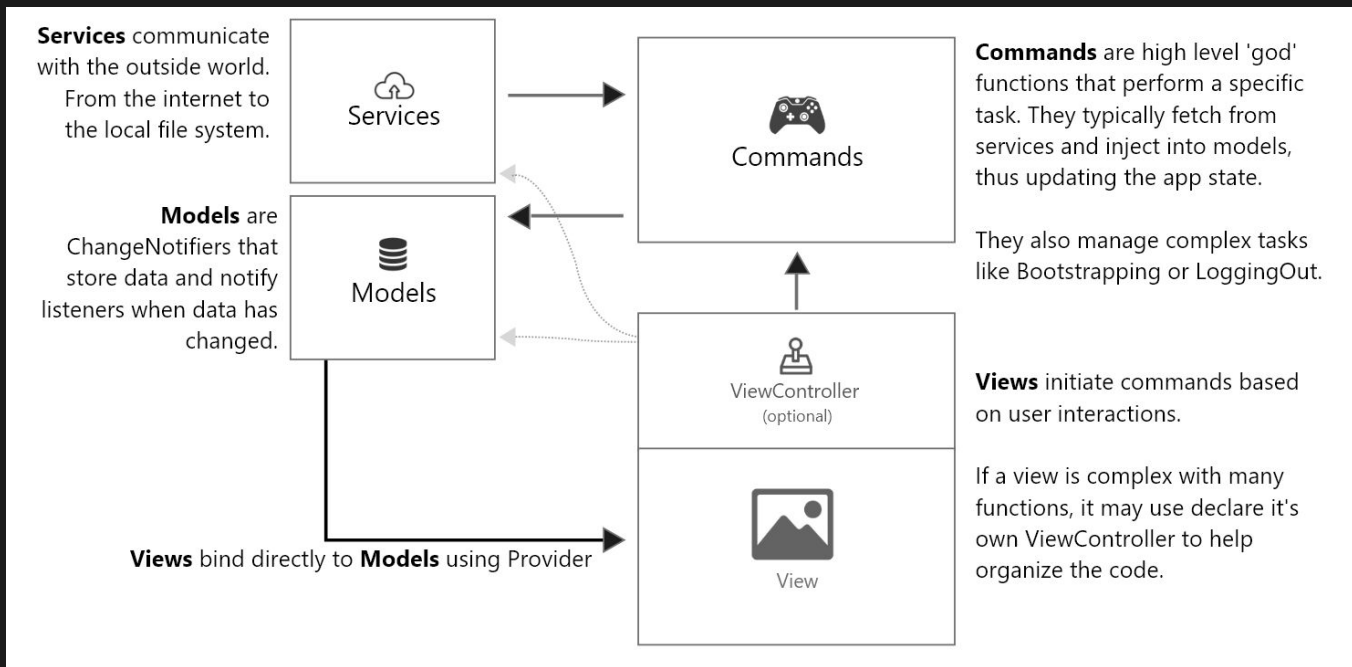 Services communicate
with the outside world.
From the internet to
the local file system.
Services
Commands
Commands are high level 'god'
functions that perform a specific
task. They typically fetch from
services and inject into models,
thus updating the app state.
They also manage complex tasks
like Bootstrapping or LoggingOut.
Models are
ChangeNotifiers that
store data and notify
listeners when data has
changed.
Models
ViewController
(optional)
Views initiate commands based
on user interactions.
If a view is complex with many
functions, it may use declare it's
own ViewController to help
organize the code.
Views bind directly to Models using Provider
View